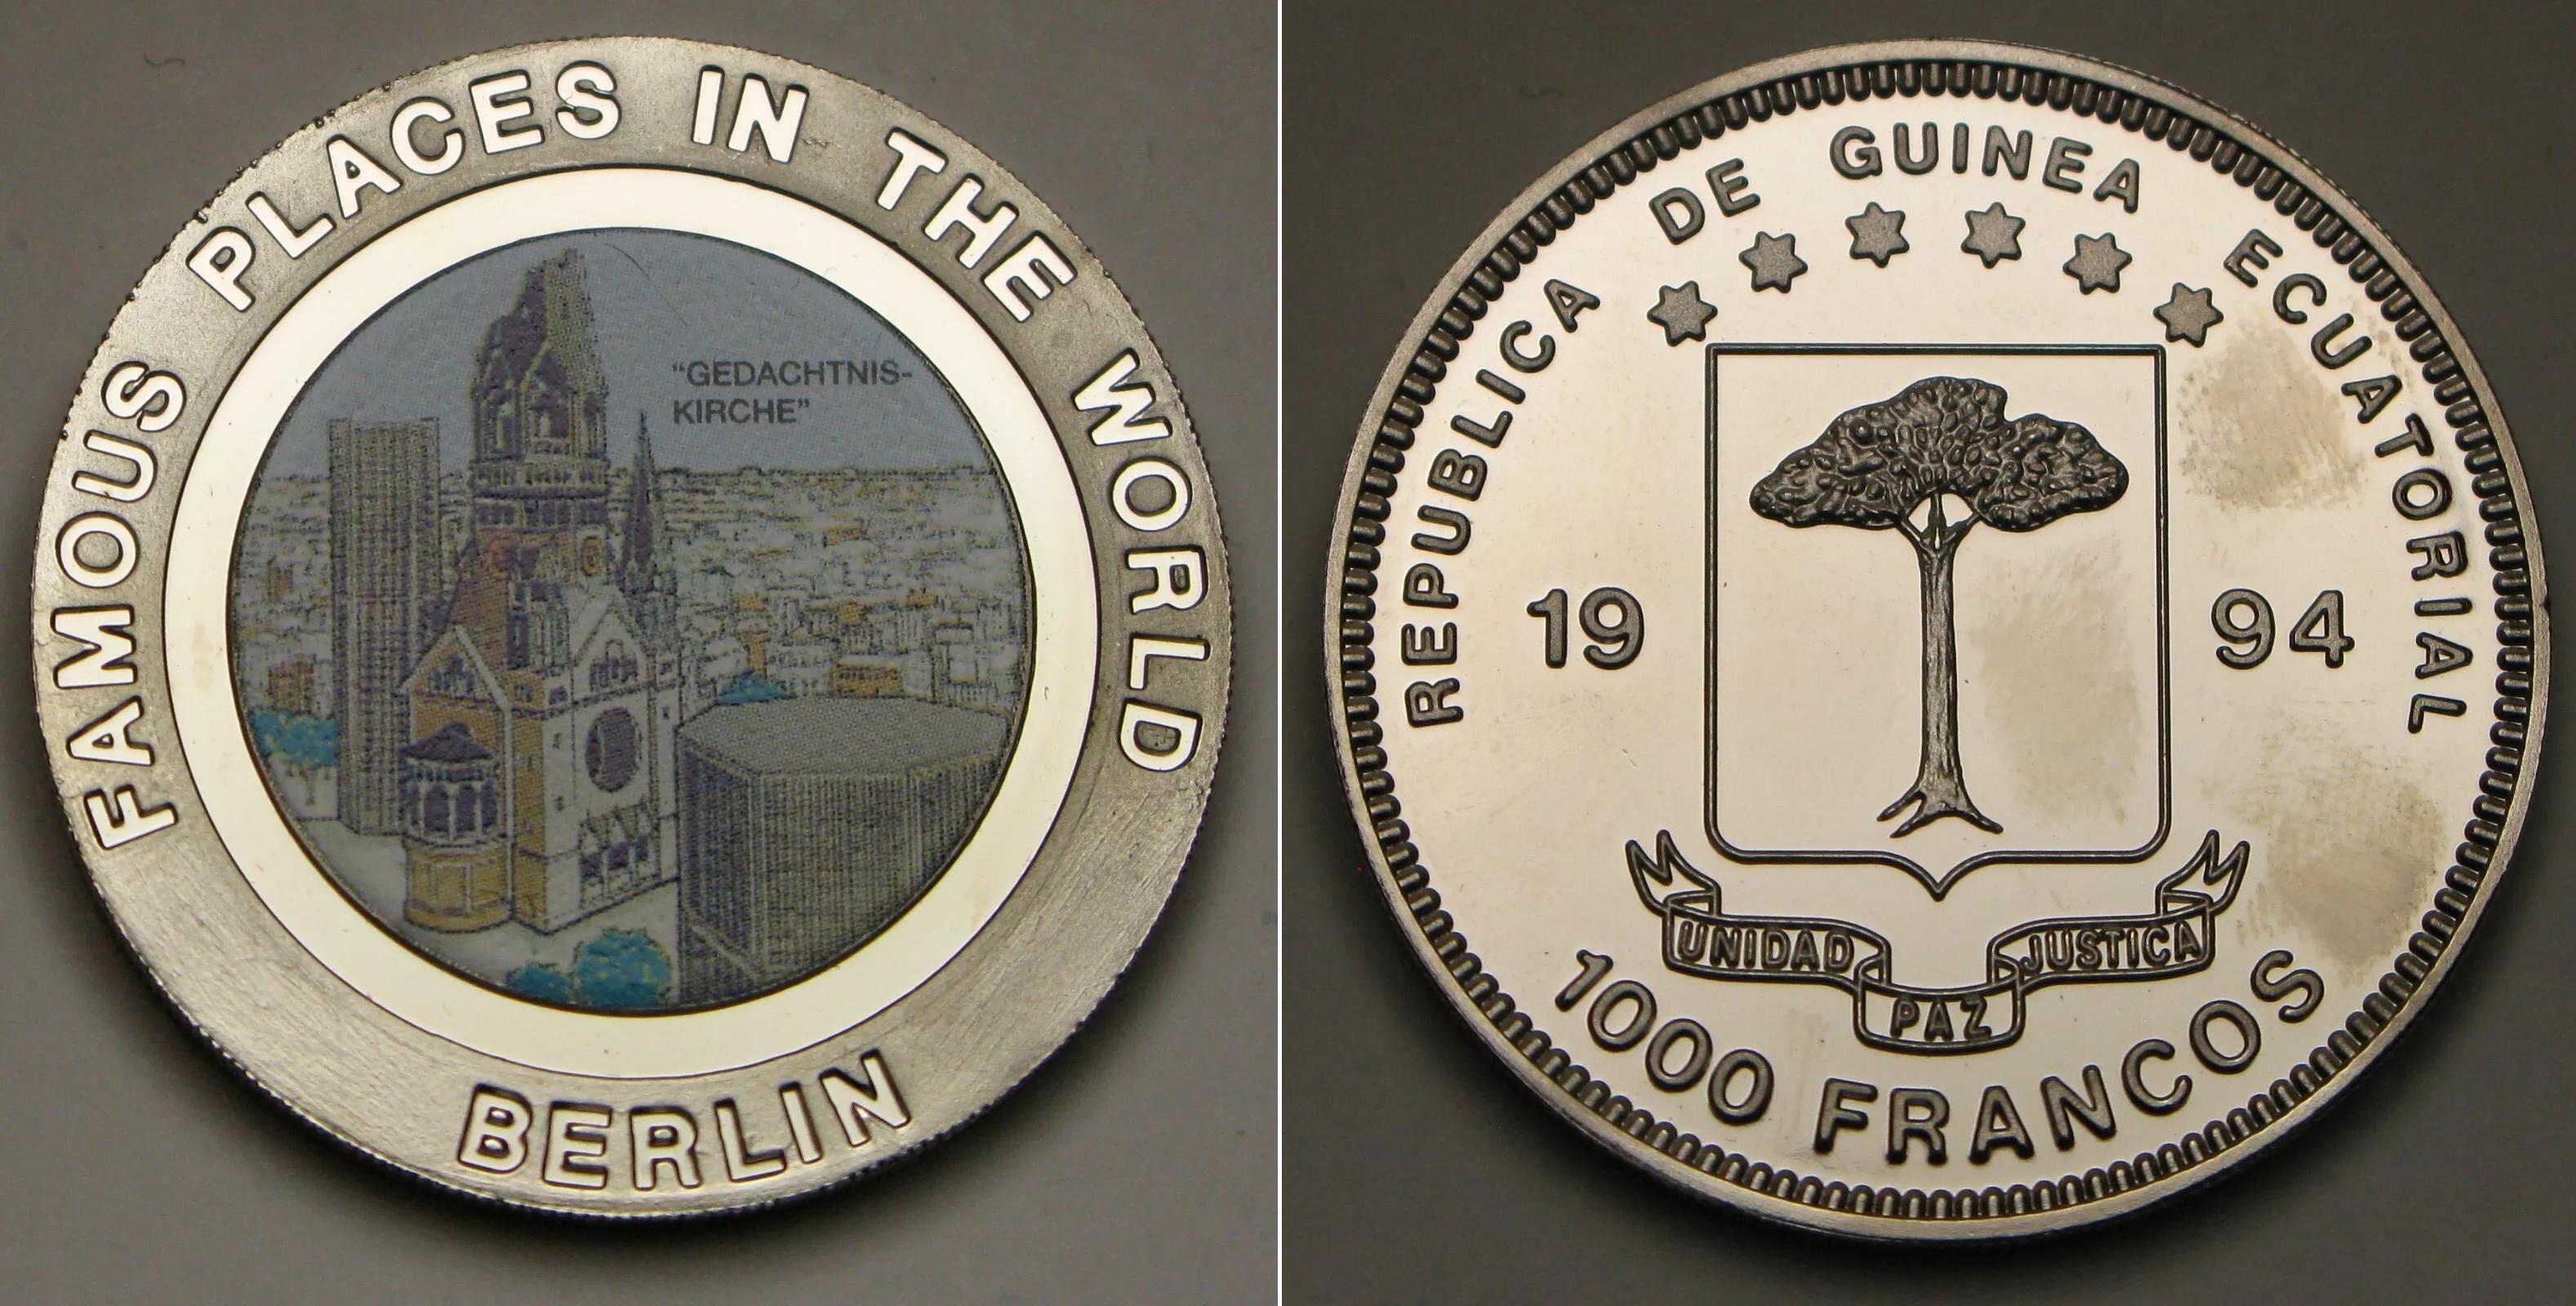 FAMOUS PLACES IN THE WORLD
"GEDACHTNIS-
KIRCHE"
BERLIN
REPUBLICA DE GUINEA ECUATORIAL
19 94
UNIDAD PAZ JUSTICA
1000 FRANCOS